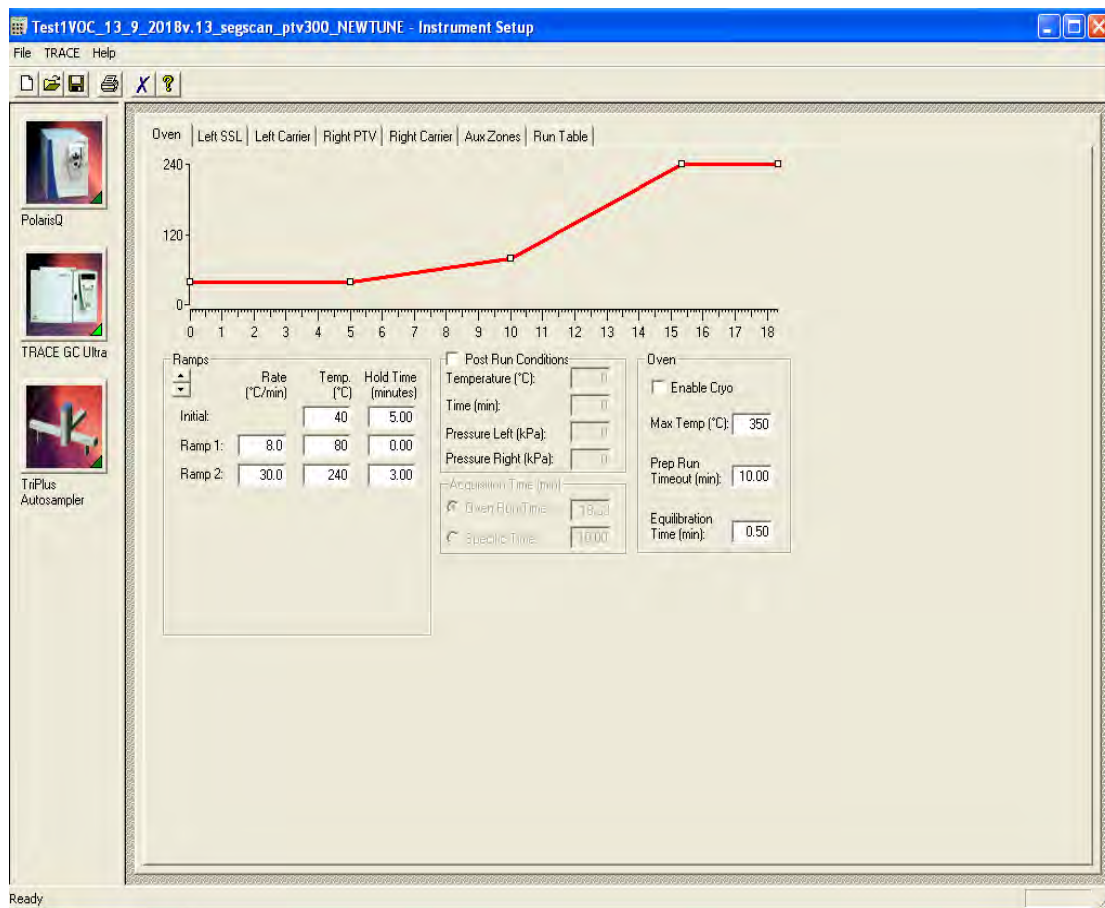 Test1VOC_13_9_2018v.13_segscan_ptv300_NEWTUNE - Instrument Setup
File TRACE Help
PolarisQ
TRACE GC Ultra
TriPlus
Autosampler
Oven Left SSL Left Carrier Right PTV Right Carrier Aux Zones Run Table
240
120
0
0 1 2 3 4 5 6 7 8 9 10 11 12 13 14 15 16 17 18
Ramps
Rate Temp. Hold Time
(°C/min) (°C) (minutes)
Initial: 40 5.00
Ramp 1: 8.0 80 0.00
Ramp 2: 30.0 240 3.00
Post Run Conditions
Temperature (°C): 0
Time (min): 0
Pressure Left (kPa): 0
Pressure Right (kPa): 0
Acquisition Time (min)
Oven Run Time
Specific Time 10.00
Oven
Enable Cryo
Max Temp (°C): 350
Prep Run
Timeout (min): 10.00
Equilibration
Time (min): 0.50
Ready